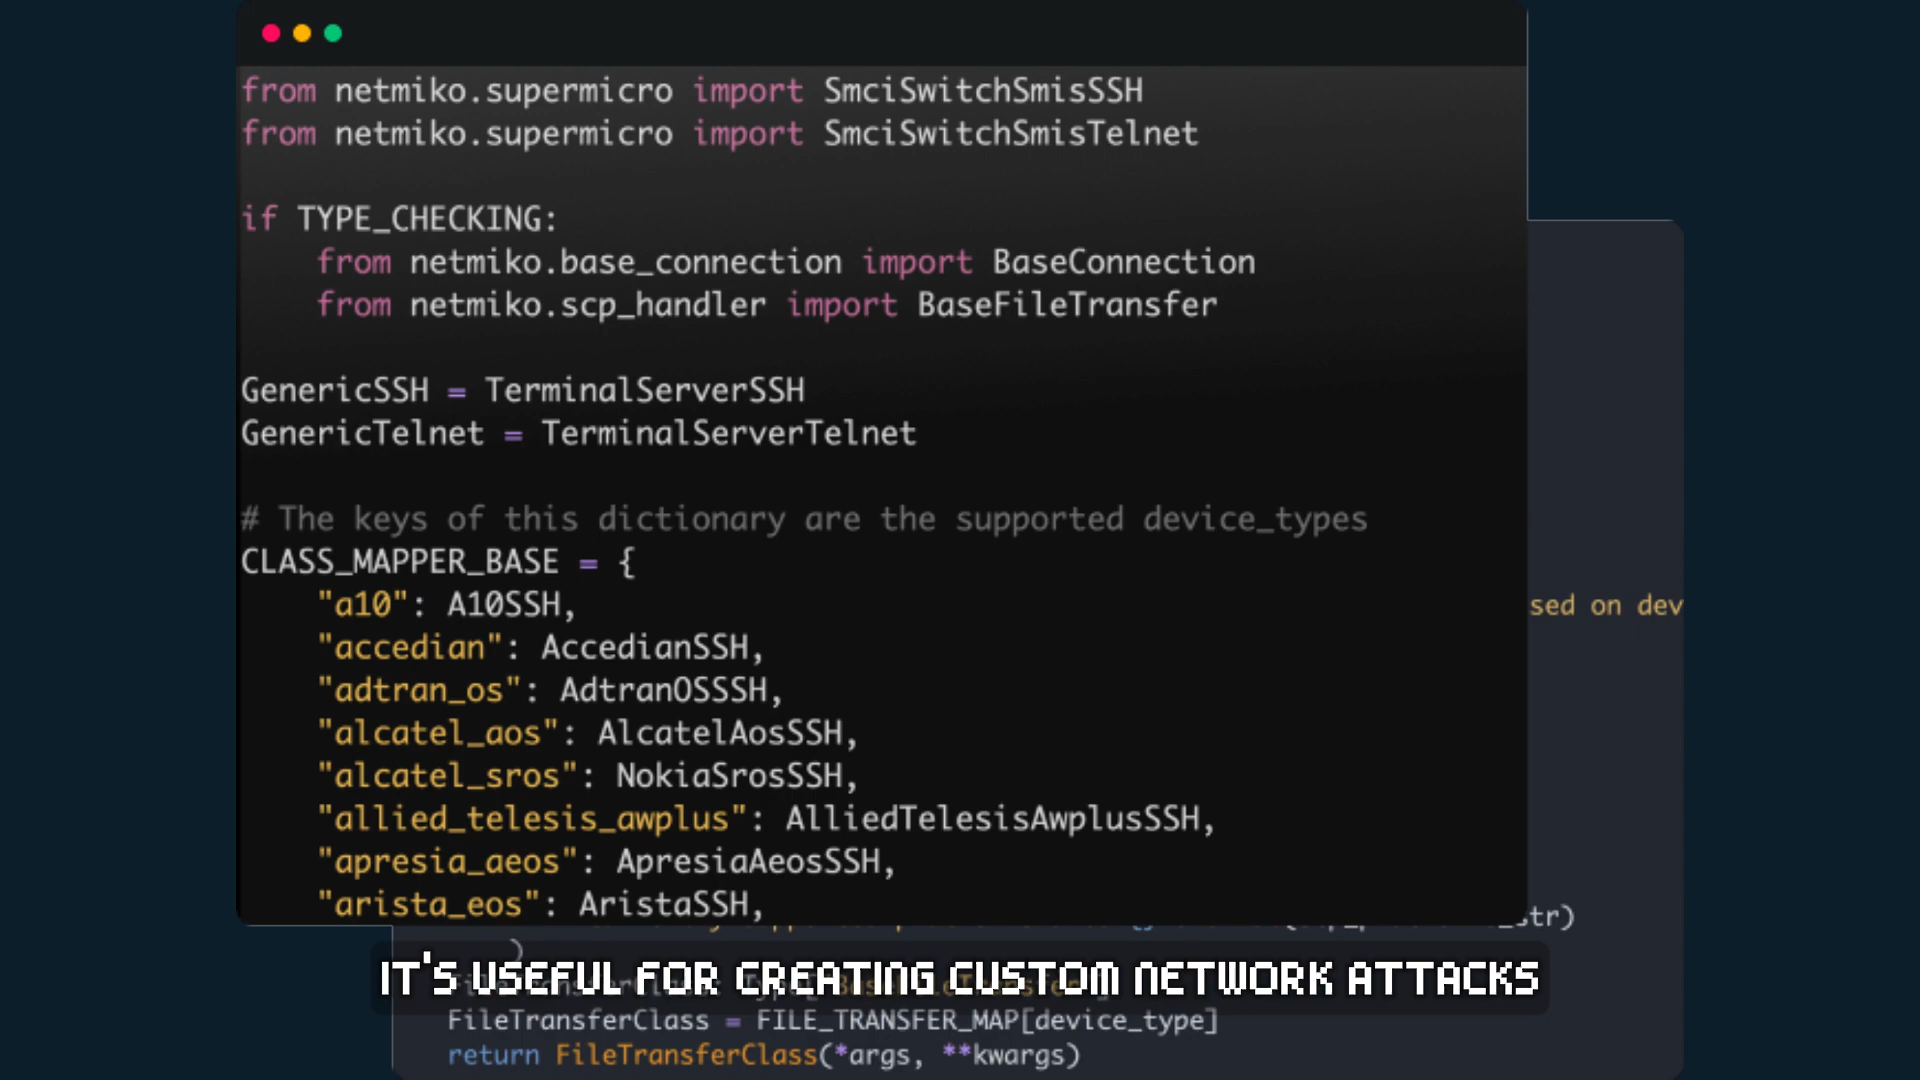 from netmiko.supermicro import SmciSwitchSmisSSH
from netmiko.supermicro import SmciSwitchSmisTelnet
if TYPE_CHECKING:
from netmiko.base_connection import BaseConnection
from netmiko.scp_handler import BaseFileTransfer
GenericSSH = TerminalServerSSH
GenericTelnet = TerminalServerTelnet
# The keys of this dictionary are the supported device_types
CLASS_MAPPER_BASE = {
"a10": A10SSH,
"accedian": AccedianSSH,
sed on dev
"adtran_os": AdtranOSSSH,
"alcatel_aos": AlcatelAosSSH,
"alcatel_sros": NokiaSrosSSH,
"allied_telesis_awplus": AlliedTelesisAwplusSSH,
"apresia_aeos": ApresiaAeosSSH,
"arista_eos": AristaSSH,
str)
)
IT'S USEFUL FOR CREATING CUSTOM NETWORK ATTACKS
FileTransferClass = FILE_TRANSFER_MAP[device_type]
return FileTransferClass(*args, **kwargs)